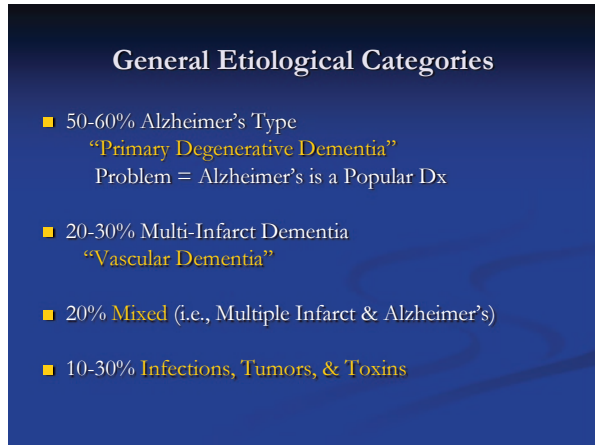 General Etiological Categories
50-60% Alzheimer's Type
“Primary Degenerative Dementia”
Problem = Alzheimer's is a Popular Dx
20-30% Multi-Infarct Dementia
“Vascular Dementia”
20% Mixed (i.e., Multiple Infarct & Alzheimer's)
10-30% Infections, Tumors, & Toxins